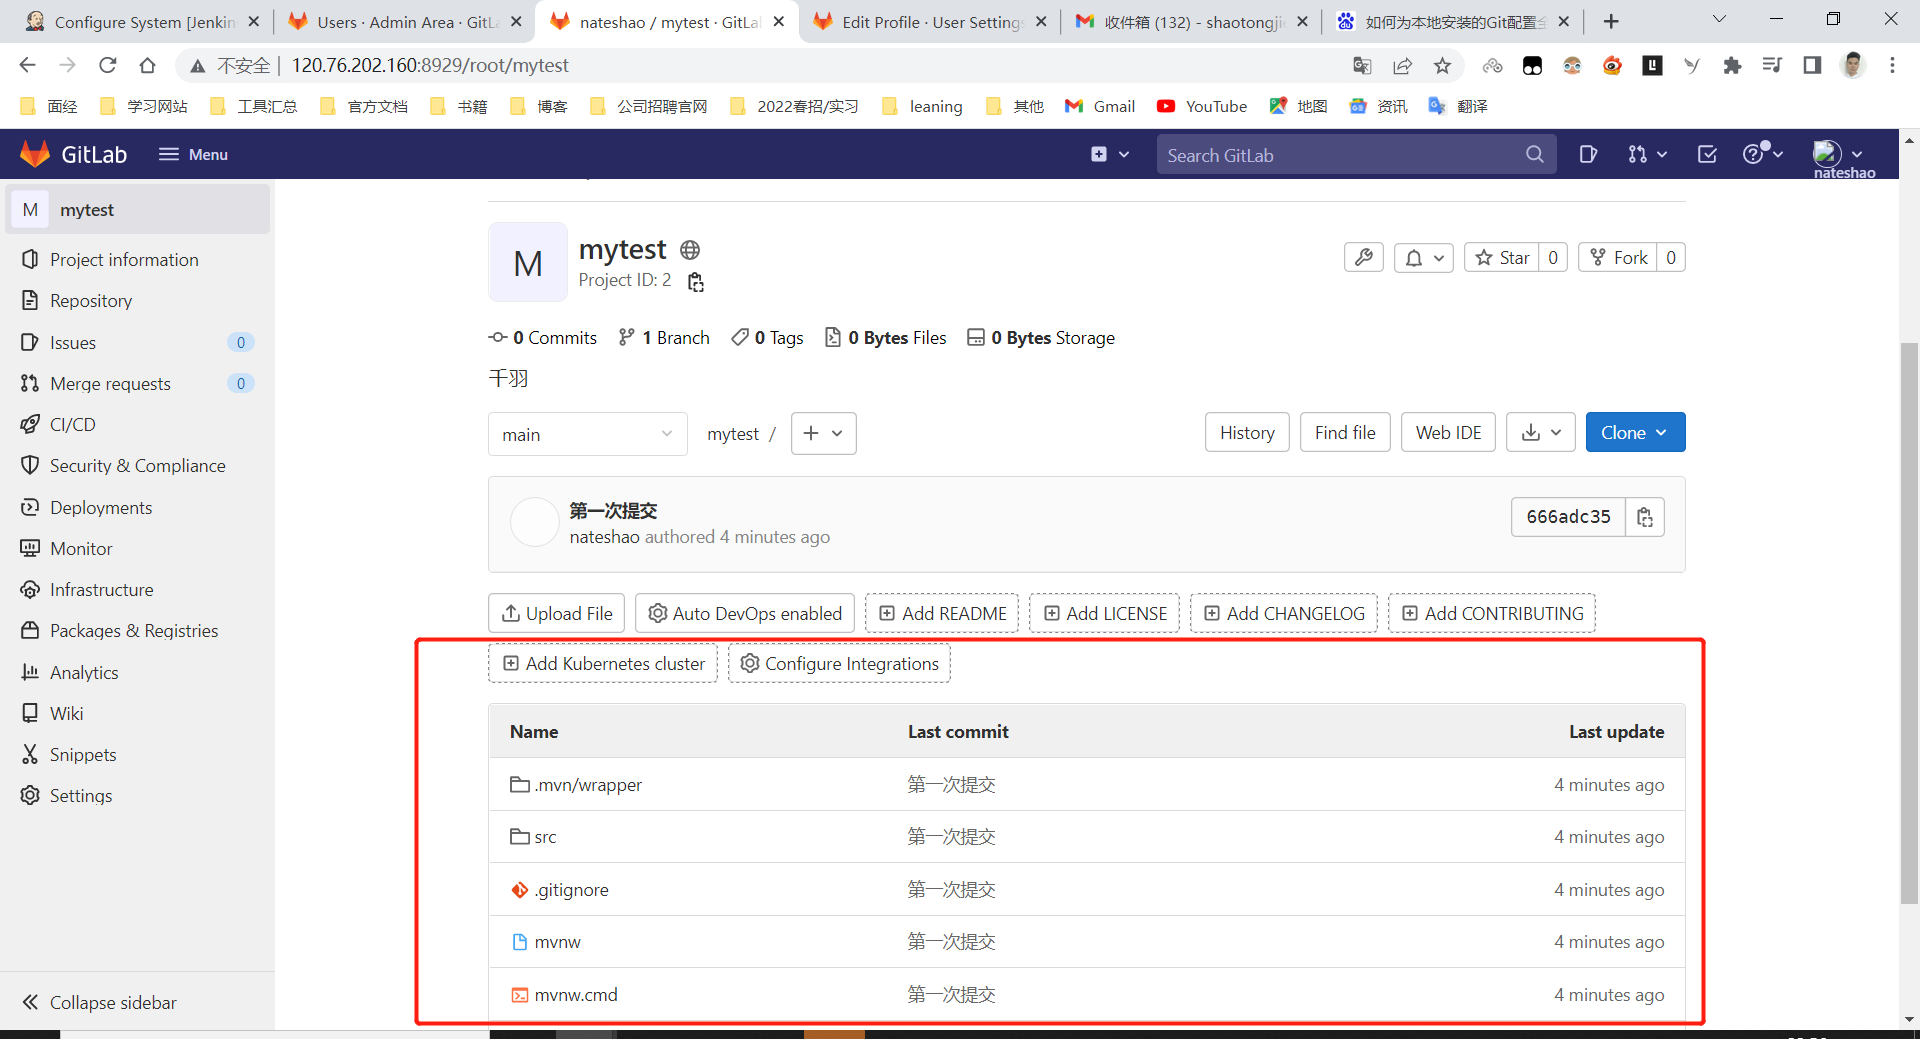 Configure System [Jenkin
Users · Admin Area · GitLa
nateshao / mytest · GitLab
Edit Profile · User Settings
收件箱 (132) - shaotongjie
如何为本地安装的Git配置全
不安全 | 120.76.202.160:8929/root/mytest
面经 学习网站 工具汇总 官方文档 书籍 博客 公司招聘官网 2022春招/实习 leaning 其他 Gmail YouTube 地图 资讯 翻译
GitLab Menu Search GitLab
nateshao
M mytest
Project information
Repository
Issues 0
Merge requests 0
CI/CD
Security & Compliance
Deployments
Monitor
Infrastructure
Packages & Registries
Analytics
Wiki
Snippets
Settings
Collapse sidebar
M
mytest
Project ID: 2
Star 0 Fork 0
0 Commits 1 Branch 0 Tags 0 Bytes Files 0 Bytes Storage
千羽
main mytest / History Find file Web IDE Clone
第一次提交
nateshao authored 4 minutes ago
666adc35
Upload File Auto DevOps enabled Add README Add LICENSE Add CHANGELOG Add CONTRIBUTING
Add Kubernetes cluster Configure Integrations
Name Last commit Last update
.mvn/wrapper 第一次提交 4 minutes ago
src 第一次提交 4 minutes ago
.gitignore 第一次提交 4 minutes ago
mvnw 第一次提交 4 minutes ago
mvnw.cmd 第一次提交 4 minutes ago